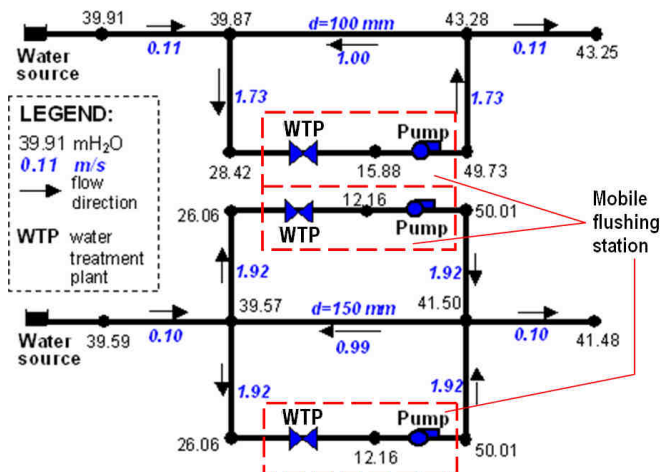 39.91
39.87
d=100 mm
43.28
0.11
1.00
0.11
43.25
Water
source
LEGEND:
39.91 mH2O
0.11 m/s
flow
direction
WTP water
treatment
plant
1.73
1.73
WTP
Pump
28.42
15.88
49.73
26.06
12.16
50.01
WTP
Pump
Mobile
flushing
station
1.92
1.92
39.57
d=150 mm
41.50
Water
source
39.59
0.10
0.99
0.10
41.48
1.92
1.92
WTP
Pump
26.06
12.16
50.01